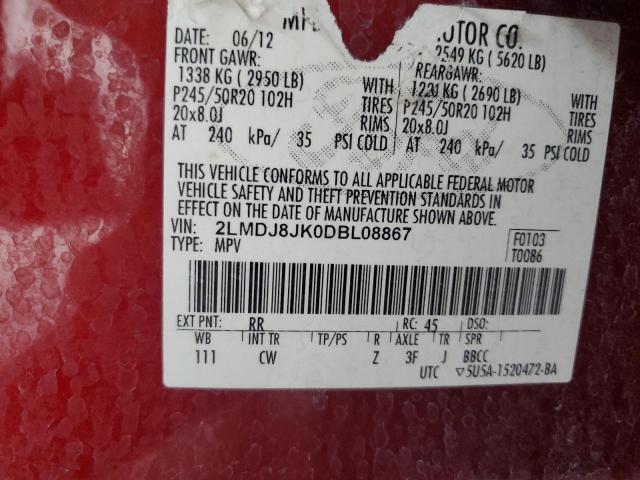 MF OTOR CO.
DATE: 06/12 2549 KG ( 5620 LB)
FRONT GAWR: REAR GAWR:
1338 KG ( 2950 LB) WITH KG ( 2690 LB) WITH
P245/50R20 102H TIRES P245/50R20 102H TIRES
20x8.0J RIMS 20x8.0J RIMS
AT 240 kPa/ 35 PSI COLD AT 240 kPa/ 35 PSI COLD
THIS VEHICLE CONFORMS TO ALL APPLICABLE FEDERAL MOTOR
VEHICLE SAFETY AND THEFT PREVENTION STANDARDS IN
EFFECT ON THE DATE OF MANUFACTURE SHOWN ABOVE.
VIN: 2LMDJ8JK0DBL08867 F0103
TYPE: MPV T0086
EXT PNT: RR RC: 45 DSO:
WB INT TR TP/PS R AXLE TR SPR
111 CW Z 3F J BBCC
UTC ▽5U5A-1520472-BA